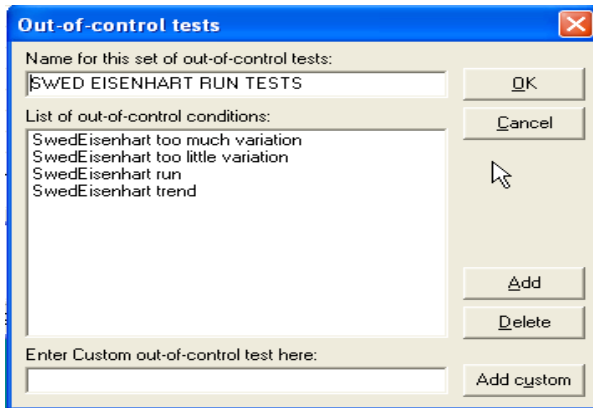 Out-of-control tests
Name for this set of out-of-control tests:
SWED EISENHART RUN TESTS
OK
List of out-of-control conditions:
Cancel
SwedEisenhart too much variation
SwedEisenhart too little variation
SwedEisenhart run
SwedEisenhart trend
Add
Delete
Enter Custom out-of-control test here:
Add custom